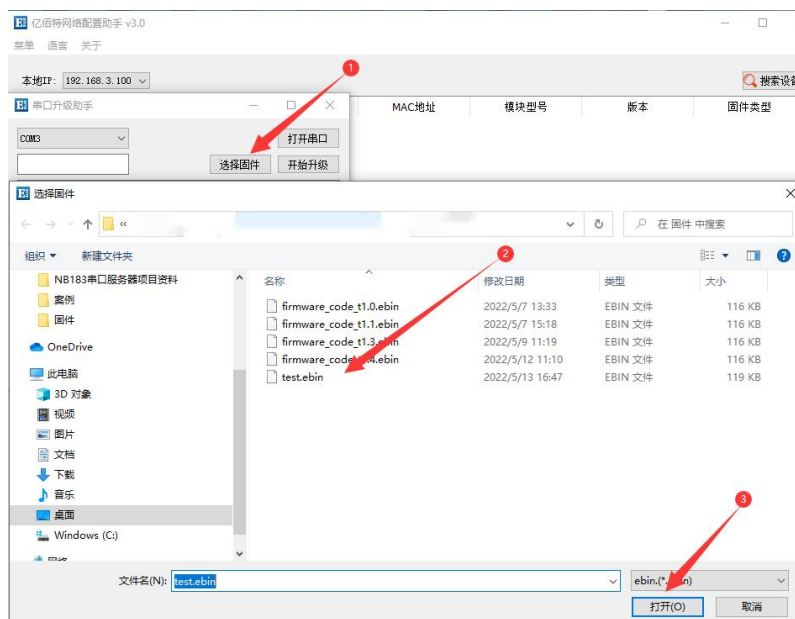 亿佰特网络配置助手 v3.0
菜单 语言 关于
本地IP: 192.168.3.100
搜索设备
串口升级助手
MAC地址 模块型号 版本 固件类型
COM3
打开串口
选择固件 开始升级
1
选择固件
«
在 固件 中搜索
组织 新建文件夹
2
NB183串口服务器项目资料
案例
固件
OneDrive
此电脑
3D 对象
视频
图片
文档
下载
音乐
桌面
Windows (C:)
名称 修改日期 类型 大小
firmware_code_t1.0.ebin 2022/5/7 13:33 EBIN 文件 116 KB
firmware_code_t1.1.ebin 2022/5/7 15:18 EBIN 文件 116 KB
firmware_code_t1.3.ebin 2022/5/9 11:19 EBIN 文件 116 KB
firmware_code_t1.4.ebin 2022/5/12 11:10 EBIN 文件 116 KB
test.ebin 2022/5/13 16:47 EBIN 文件 119 KB
3
文件名(N): test.ebin
打开(O) 取消